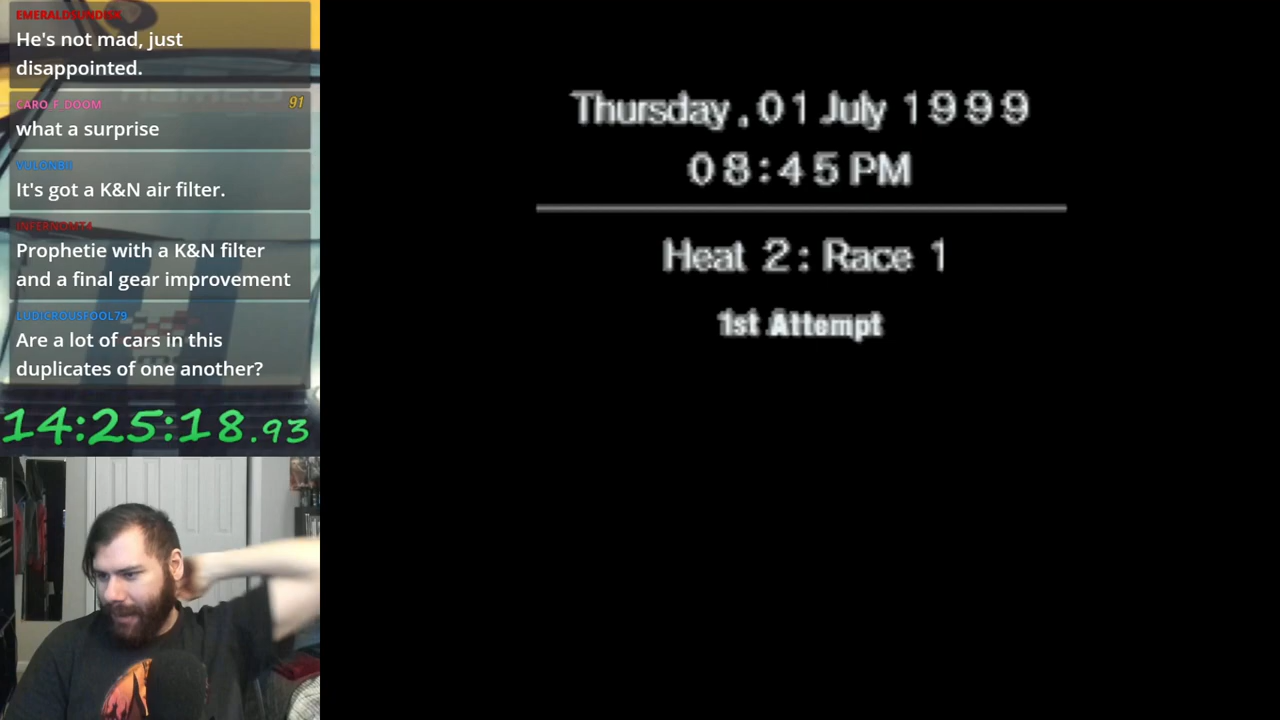 He's not mad, just
disappointed.
CARO_F_DOOM
91
what a surprise
It's got a K&N air filter.
Prophetie with a K&N filter
and a final gear improvement
LUDICROUSFOOL79
Are a lot of cars in this
duplicates of one another?
14:25:18.93
Thursday,01 July 1999
08:45 PM
Heat 2: Race 1
1st Attempt